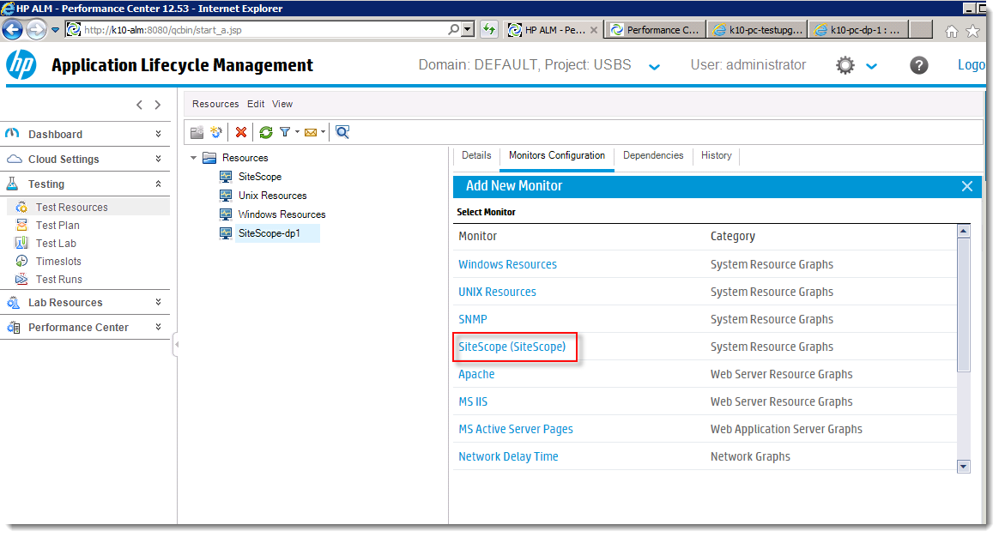 HP ALM - Performance Center 12.53 - Internet Explorer
http://k10-alm:8080/qcbin/start_a.jsp HP ALM - Pe... Performance C... k10-pc-testupg... k10-pc-dp-1 : ...
hp Application Lifecycle Management Domain: DEFAULT, Project: USBS User: administrator ? Logo
Resources Edit View
Dashboard
Cloud Settings
Testing
Test Resources
Test Plan
Test Lab
Timeslots
Test Runs
Lab Resources
Performance Center
Resources
SiteScope
Unix Resources
Windows Resources
SiteScope-dp1
Details Monitors Configuration Dependencies History
Add New Monitor
Select Monitor
Monitor Category
Windows Resources System Resource Graphs
UNIX Resources System Resource Graphs
SNMP System Resource Graphs
SiteScope (SiteScope) System Resource Graphs
Apache Web Server Resource Graphs
MS IIS Web Server Resource Graphs
MS Active Server Pages Web Application Server Graphs
Network Delay Time Network Graphs